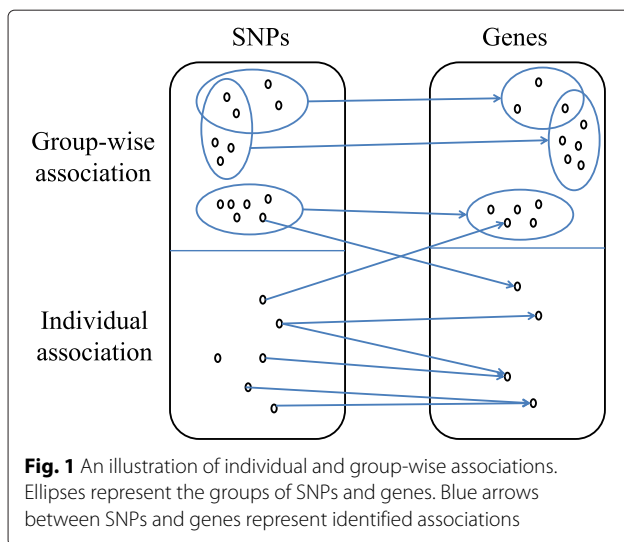 SNPs
Genes
Group-wise
association
Individual
association
Fig. 1 An illustration of individual and group-wise associations.
Ellipses represent the groups of SNPs and genes. Blue arrows
between SNPs and genes represent identified associations